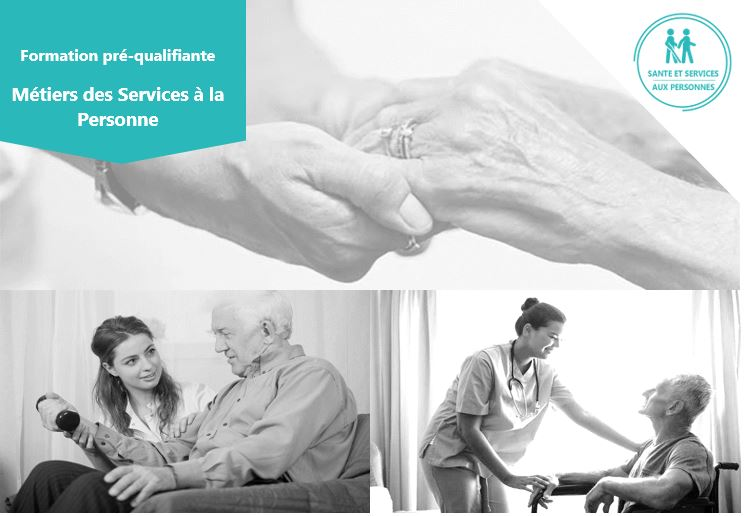 Formation pré-qualifiante
Métiers des Services à la
Personne
SANTE ET SERVICES
AUX PERSONNES